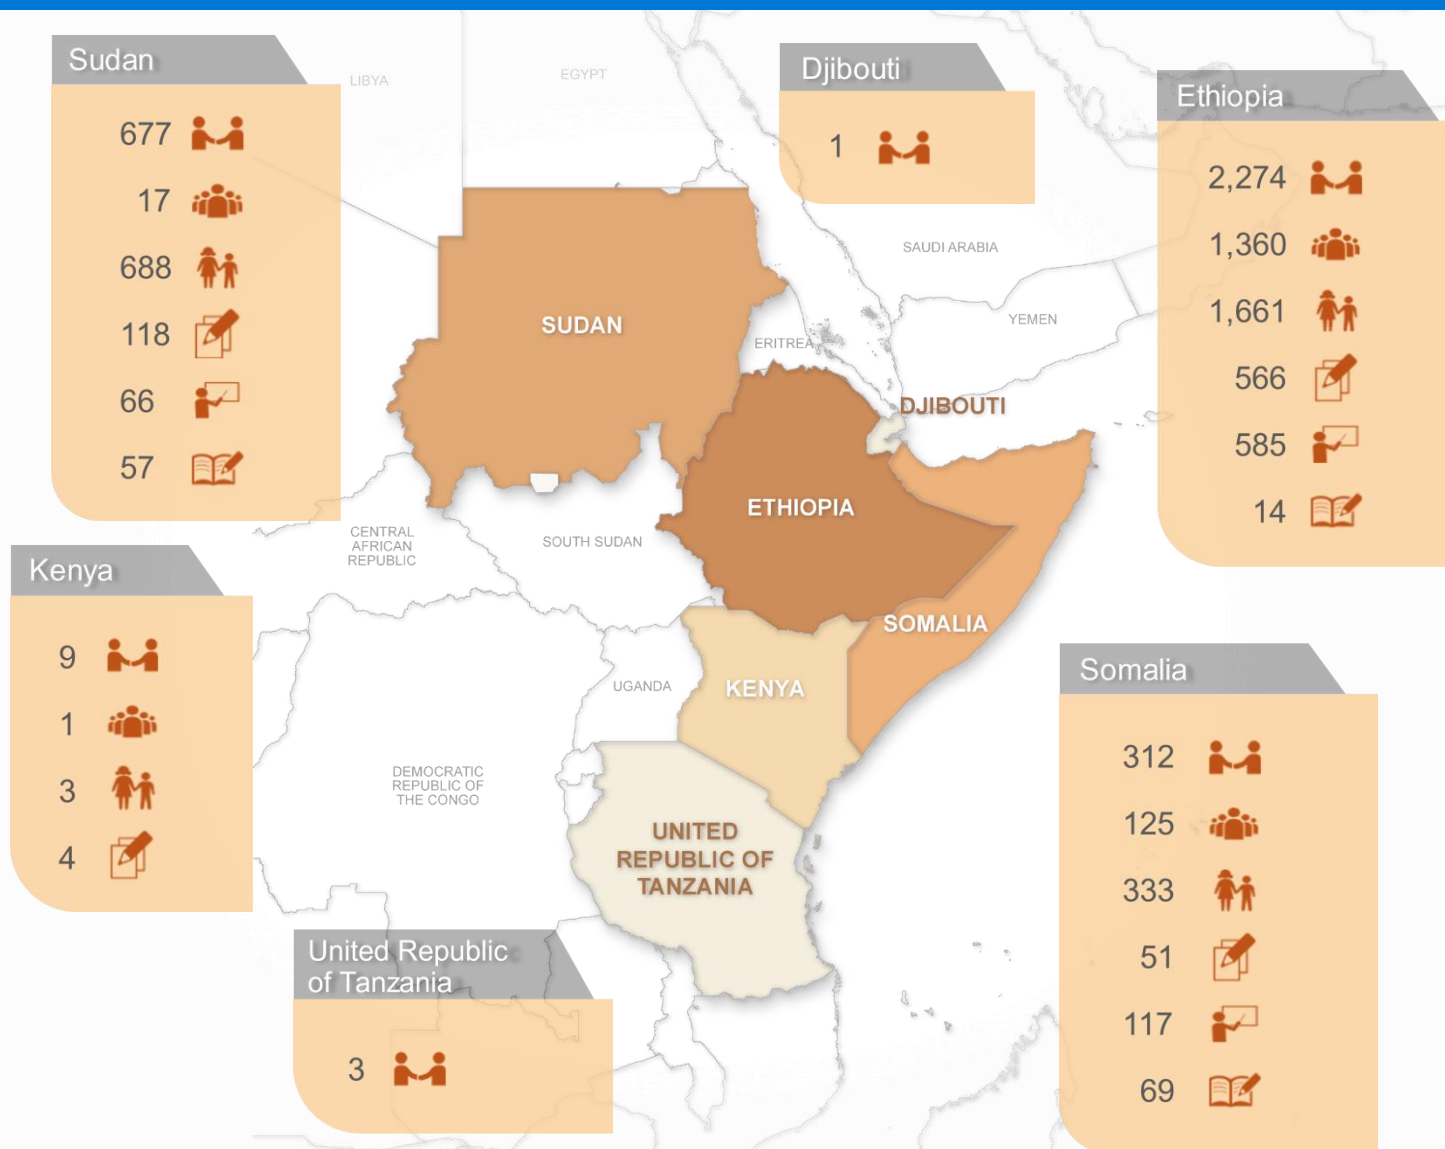 Sudan
677
17
688
118
66
57
Djibouti
1
Ethiopia
2,274
1,360
1,661
566
585
14
LIBYA
EGYPT
SAUDI ARABIA
YEMEN
ERITREA
SUDAN
DJIBOUTI
ETHIOPIA
CENTRAL
AFRICAN
REPUBLIC
SOUTH SUDAN
SOMALIA
UGANDA
KENYA
DEMOCRATIC
REPUBLIC OF
THE CONGO
UNITED
REPUBLIC OF
TANZANIA
Kenya
9
1
3
4
Somalia
312
125
333
51
117
69
United Republic
of Tanzania
3